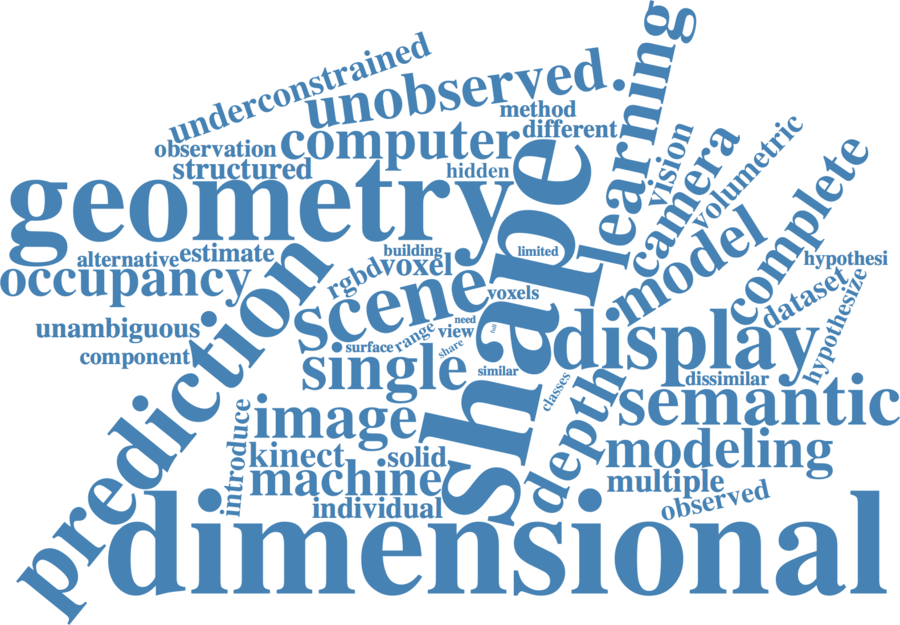 underconstrained
unobserved
learning
method
different
observation
computer
structured
hidden
vision
camera
volumetric
geometry
shape
complete
alternative
estimate
building
limited
occupancy
rgbd
voxel
model
hypothesi
scene
voxels
dataset
hypothesize
unambiguous
need
view
range
share
full
display
component
surface
similar
single
dissimilar
classes
prediction
depth
semantic
introduce
image
kinect
solid
modeling
machine
multiple
individual
observed
dimensional